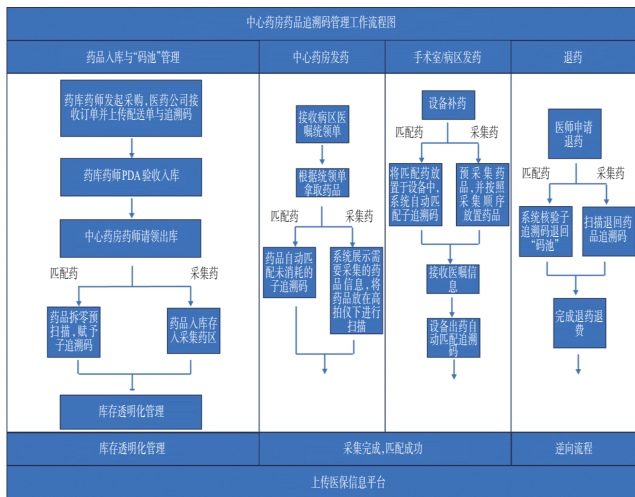 中心药房药品追溯码管理工作流程图
药品入库与“码池”管理
中心药房发药
手术室/病区发药
退药
药库药师发起采购,医药公司接
收订单并上传配送单与追溯码
药库药师PDA验收入库
中心药房药师请领出库
匹配药
采集药
药品拆零预
扫描,赋予
子追溯码
药品入库存
入采集药区
库存透明化管理
接收病区医
嘱统领单
根据统领单
拿取药品
匹配药
采集药
药品自动匹
配未消耗的
子追溯码
系统展示需
要采集的药
品信息,将
药品放在高
拍仪下进行
扫描
设备补药
匹配药
采集药
将匹配药放
置于设备中,
系统自动匹
配子追溯码
预采集药
品,并按照
采集顺序
放置药品
接收医嘱信息
设备出药自
动匹配追溯
码
医师申请
退药
匹配药
采集药
系统核验子
追溯码退回
“码池”
扫描退回药
品追溯码
完成退药退
费
库存透明化管理
采集完成,匹配成功
逆向流程
上传医保信息平台